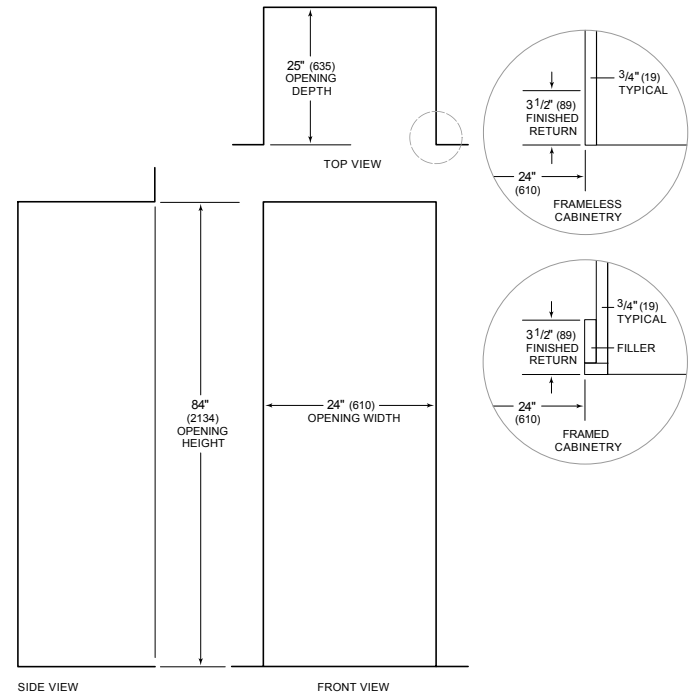 25" (635)
OPENING
DEPTH
TOP VIEW
3/4" (19)
TYPICAL
3 1/2" (89)
FINISHED
RETURN
24"
(610)
FRAMELESS
CABINETRY
3/4" (19)
TYPICAL
3 1/2" (89)
FINISHED
RETURN
FILLER
24"
(610)
FRAMED
CABINETRY
84"
(2134)
OPENING
HEIGHT
24" (610)
OPENING WIDTH
SIDE VIEW
FRONT VIEW